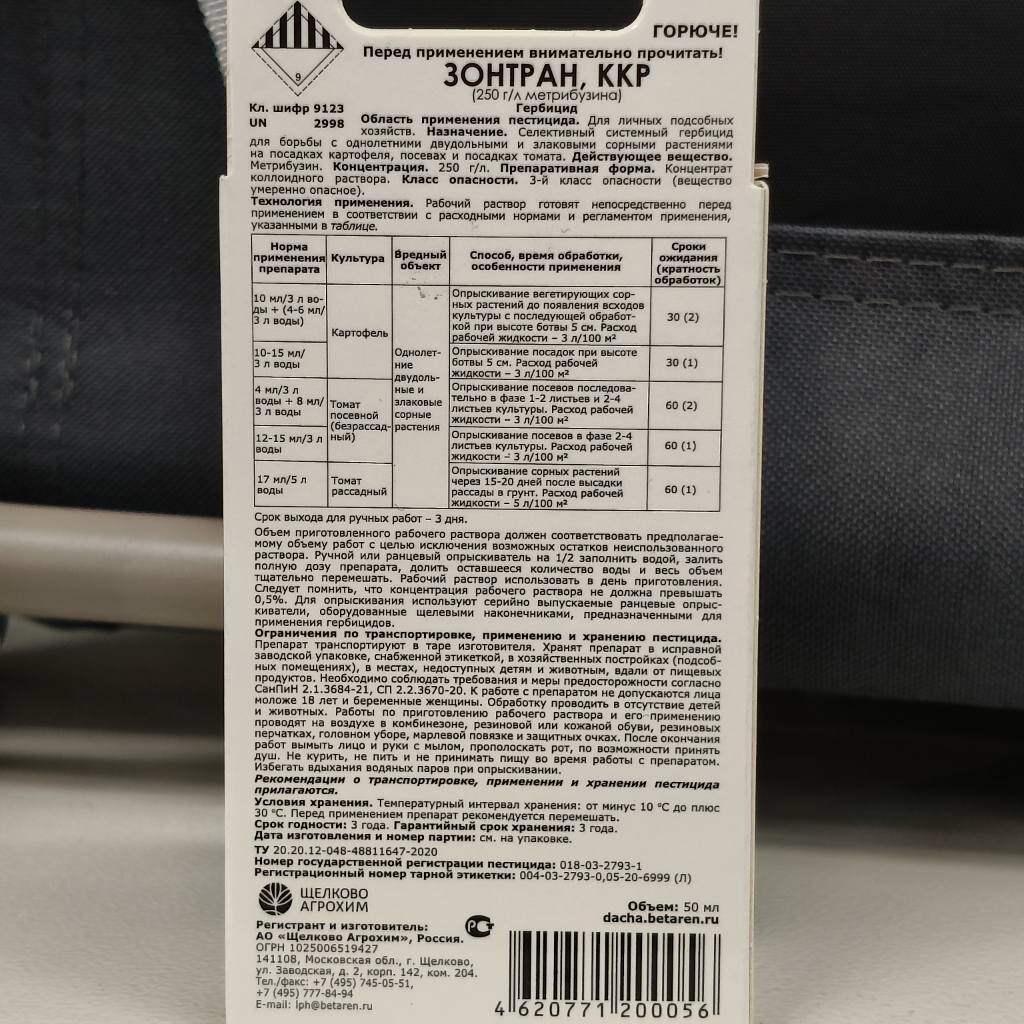 ГОРЮЧЕ!
9
Перед применением внимательно прочитать!
ЗОНТРАН, ККР
(250 г/л метрибузина)
Кл. шифр 9123
UN 2998
Гербицид
Область применения пестицида. Для личных подсобных
хозяйств. Назначение. Селективный системный гербицид
для борьбы с однолетними двудольными и злаковыми сорными растениями
на посадках картофеля, посевах и посадках томата. Действующее вещество.
Метрибузин. Концентрация. 250 г/л. Препаративная форма. Концентрат
коллоидного раствора. Класс опасности. 3-й класс опасности (вещество
умеренно опасное).
Технология применения. Рабочий раствор готовят непосредственно перед
применением в соответствии с расходными нормами и регламентом применения,
указанными в таблице.
Норма
применения
препарата
Культура
Вредный
объект
Способ, время обработки,
особенности применения
Сроки
ожидания
(кратность
обработок)
10 мл/3 л во-
ды + (4-6 мл/
3 л воды)
Картофель
Однолет-
ние
двудоль-
ные и
злаковые
сорные
растения
Опрыскивание вегетирующих сор-
ных растений до появления всходов
культуры с последующей обработ-
кой при высоте ботвы 5 см. Расход
рабочей жидкости – 3 л/100 м²
30 (2)
10-15 мл/
3 л воды
Опрыскивание посадок при высоте
ботвы 5 см. Расход рабочей
жидкости – 3 л/100 м²
30 (1)
4 мл/3 л
воды + 8 мл/
3 л воды
Томат
посевной
(безрассад-
ный)
Опрыскивание посевов последова-
тельно в фазе 1-2 листьев и 2-4
листьев культуры. Расход рабочей
жидкости – 3 л/100 м²
60 (2)
12-15 мл/3 л
воды
Опрыскивание посевов в фазе 2-4
листьев культуры. Расход рабочей
жидкости – 3 л/100 м²
60 (1)
17 мл/5 л
воды
Томат
рассадный
Опрыскивание сорных растений
через 15-20 дней после высадки
рассады в грунт. Расход рабочей
жидкости – 5 л/100 м²
60 (1)
Срок выхода для ручных работ – 3 дня.
Объем приготовленного рабочего раствора должен соответствовать предполагае-
мому объему работ с целью исключения возможных остатков неиспользованного
раствора. Ручной или ранцевый опрыскиватель на 1/2 заполнить водой, залить
полную дозу препарата, долить оставшееся количество воды и весь объем
тщательно перемешать. Рабочий раствор использовать в день приготовления.
Следует помнить, что концентрация рабочего раствора не должна превышать
0,5%. Для опрыскивания используют серийно выпускаемые ранцевые опрыс-
киватели, оборудованные щелевыми наконечниками, предназначенными для
применения гербицидов.
Ограничения по транспортировке, применению и хранению пестицида.
Препарат транспортируют в таре изготовителя. Хранят препарат в исправной
заводской упаковке, снабженной этикеткой, в хозяйственных постройках (подсоб-
ных помещениях), в местах, недоступных детям и животным, вдали от пищевых
продуктов. Необходимо соблюдать требования и меры предосторожности согласно
СанПиН 2.1.3684-21, СП 2.2.3670-20. К работе с препаратом не допускаются лица
моложе 18 лет и беременные женщины. Обработку проводить в отсутствие детей
и животных. Работы по приготовлению рабочего раствора и его применению
проводят на воздухе в комбинезоне, резиновой или кожаной обуви, резиновых
перчатках, головном уборе, марлевой повязке и защитных очках. После окончания
работ вымыть лицо и руки с мылом, прополоскать рот, по возможности принять
душ. Не курить, не пить и не принимать пищу во время работы с препаратом.
Избегать вдыхания водяных паров при опрыскивании.
Рекомендации о транспортировке, применении и хранении пестицида
прилагаются.
Условия хранения. Температурный интервал хранения: от минус 10 °С до плюс
30 °С. Перед применением препарат рекомендуется перемешать.
Срок годности: 3 года. Гарантийный срок хранения: 3 года.
Дата изготовления и номер партии: см. на упаковке.
ТУ 20.20.12-048-48811647-2020
Номер государственной регистрации пестицида: 018-03-2793-1
Регистрационный номер тарной этикетки: 004-03-2793-0,05-20-6999 (Л)
ЩЕЛКОВО
АГРОХИМ
Объем: 50 мл
dacha.betaren.ru
Регистрант и изготовитель:
АО «Щелково Агрохим», Россия.
ОГРН 1025006519427
141108, Московская обл., г. Щелково,
ул. Заводская, д. 2, корп. 142, ком. 204.
Тел./факс: +7 (495) 745-05-51,
+7 (495) 777-84-94
E-mail: lph@betaren.ru
РСТ
4 620771 200056